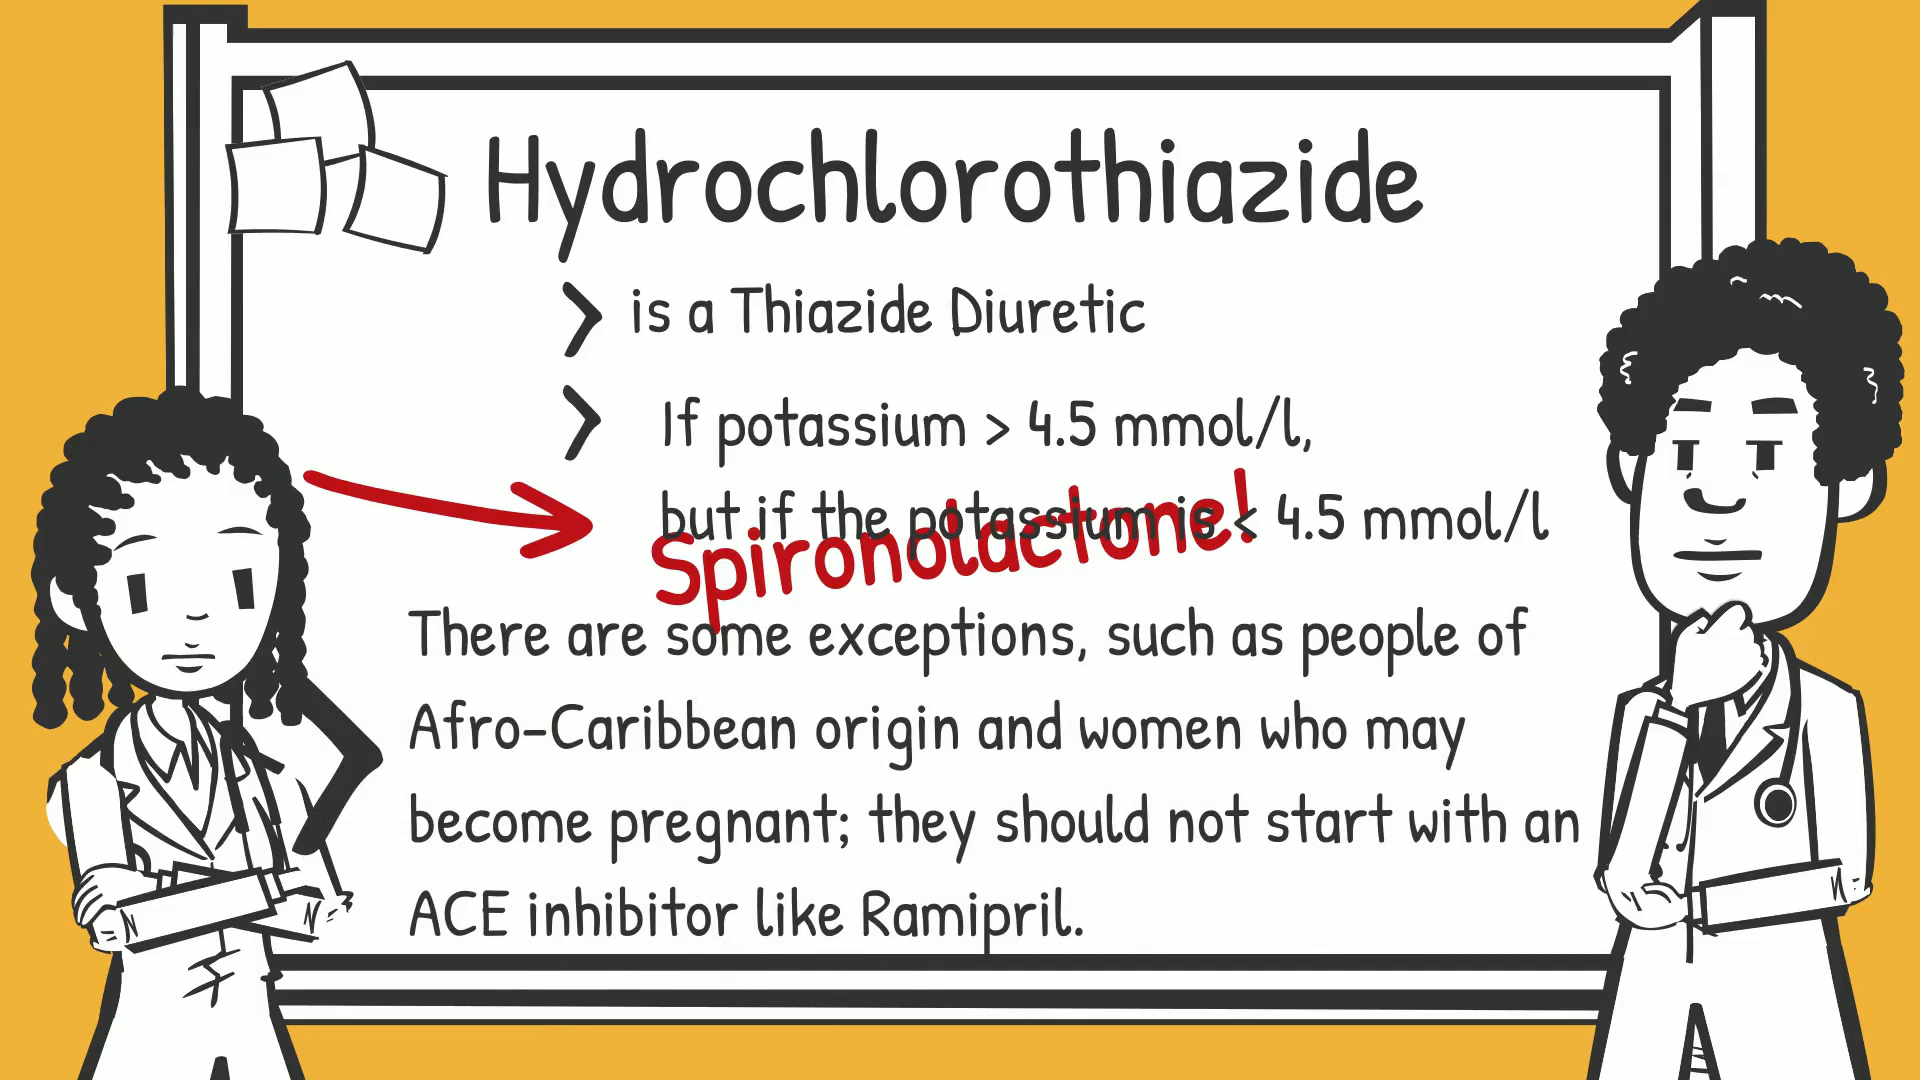 Hydrochlorothiazide
is a Thiazide Diuretic
If potassium > 4.5 mmol/l,
but if the potassium is < 4.5 mmol/l
Spironolactone!
There are some exceptions, such as people of
Afro-Caribbean origin and women who may
become pregnant; they should not start with an
ACE inhibitor like Ramipril.